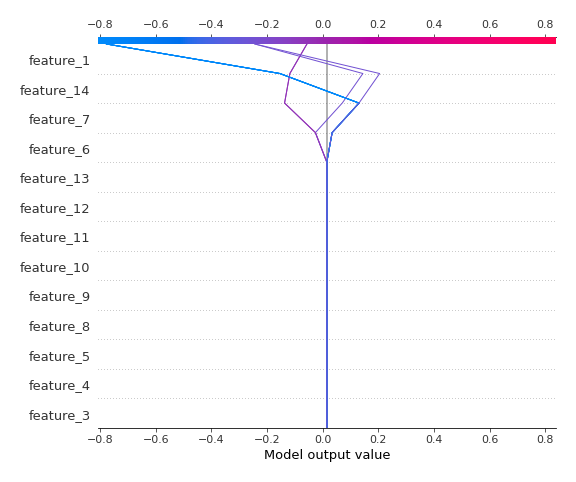 −0.8 −0.6 −0.4 −0.2 0.0 0.2 0.4 0.6 0.8
feature_1
feature_14
feature_7
feature_6
feature_13
feature_12
feature_11
feature_10
feature_9
feature_8
feature_5
feature_4
feature_3
−0.8 −0.6 −0.4 −0.2 0.0 0.2 0.4 0.6 0.8
Model output value